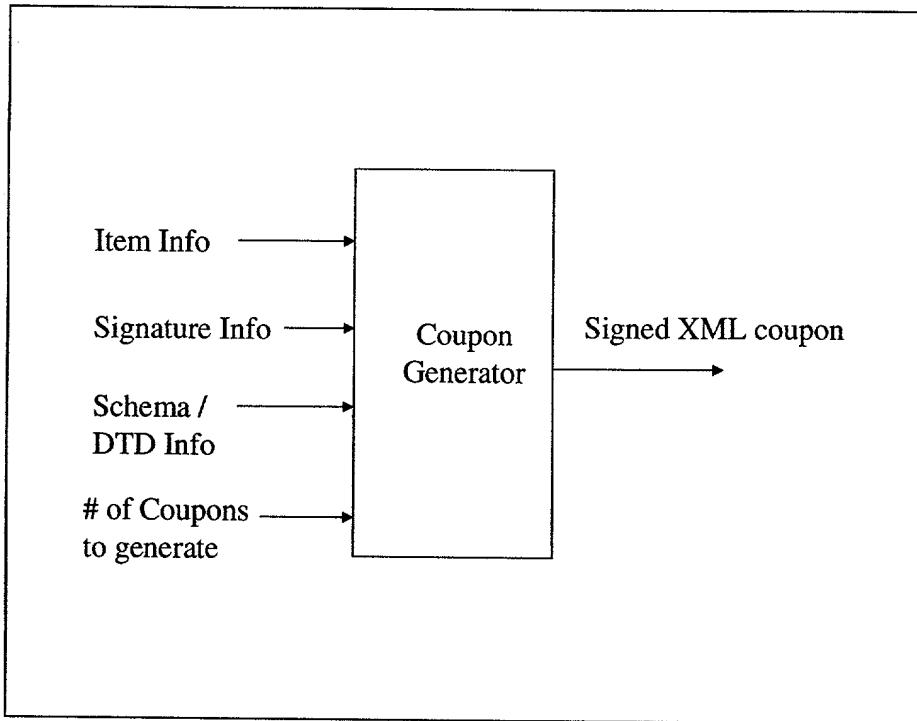 Item Info
Signature Info
Schema /
DTD Info
# of Coupons
to generate
Coupon
Generator
Signed XML coupon